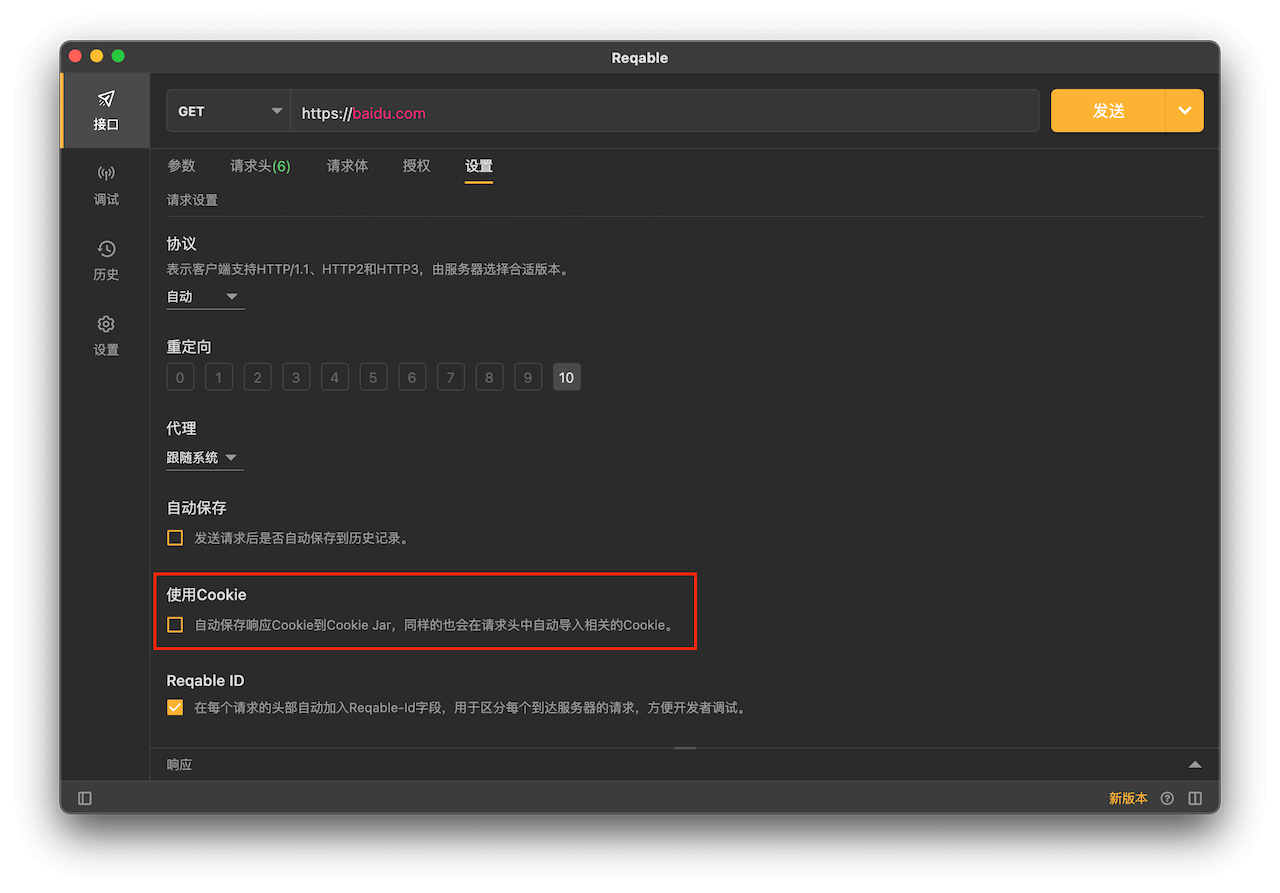 Reqable
接口
调试
历史
设置
GET
https://baidu.com
发送
参数
请求头(6)
请求体
授权
设置
请求设置
协议
表示客户端支持HTTP/1.1、HTTP2和HTTP3，由服务器选择合适版本。
自动
重定向
0 1 2 3 4 5 6 7 8 9 10
代理
跟随系统
自动保存
发送请求后是否自动保存到历史记录。
使用Cookie
自动保存响应Cookie到Cookie Jar，同样的也会在请求头中自动导入相关的Cookie。
Reqable ID
在每个请求的头部自动加入Reqable-Id字段，用于区分每个到达服务器的请求，方便开发者调试。
响应
新版本